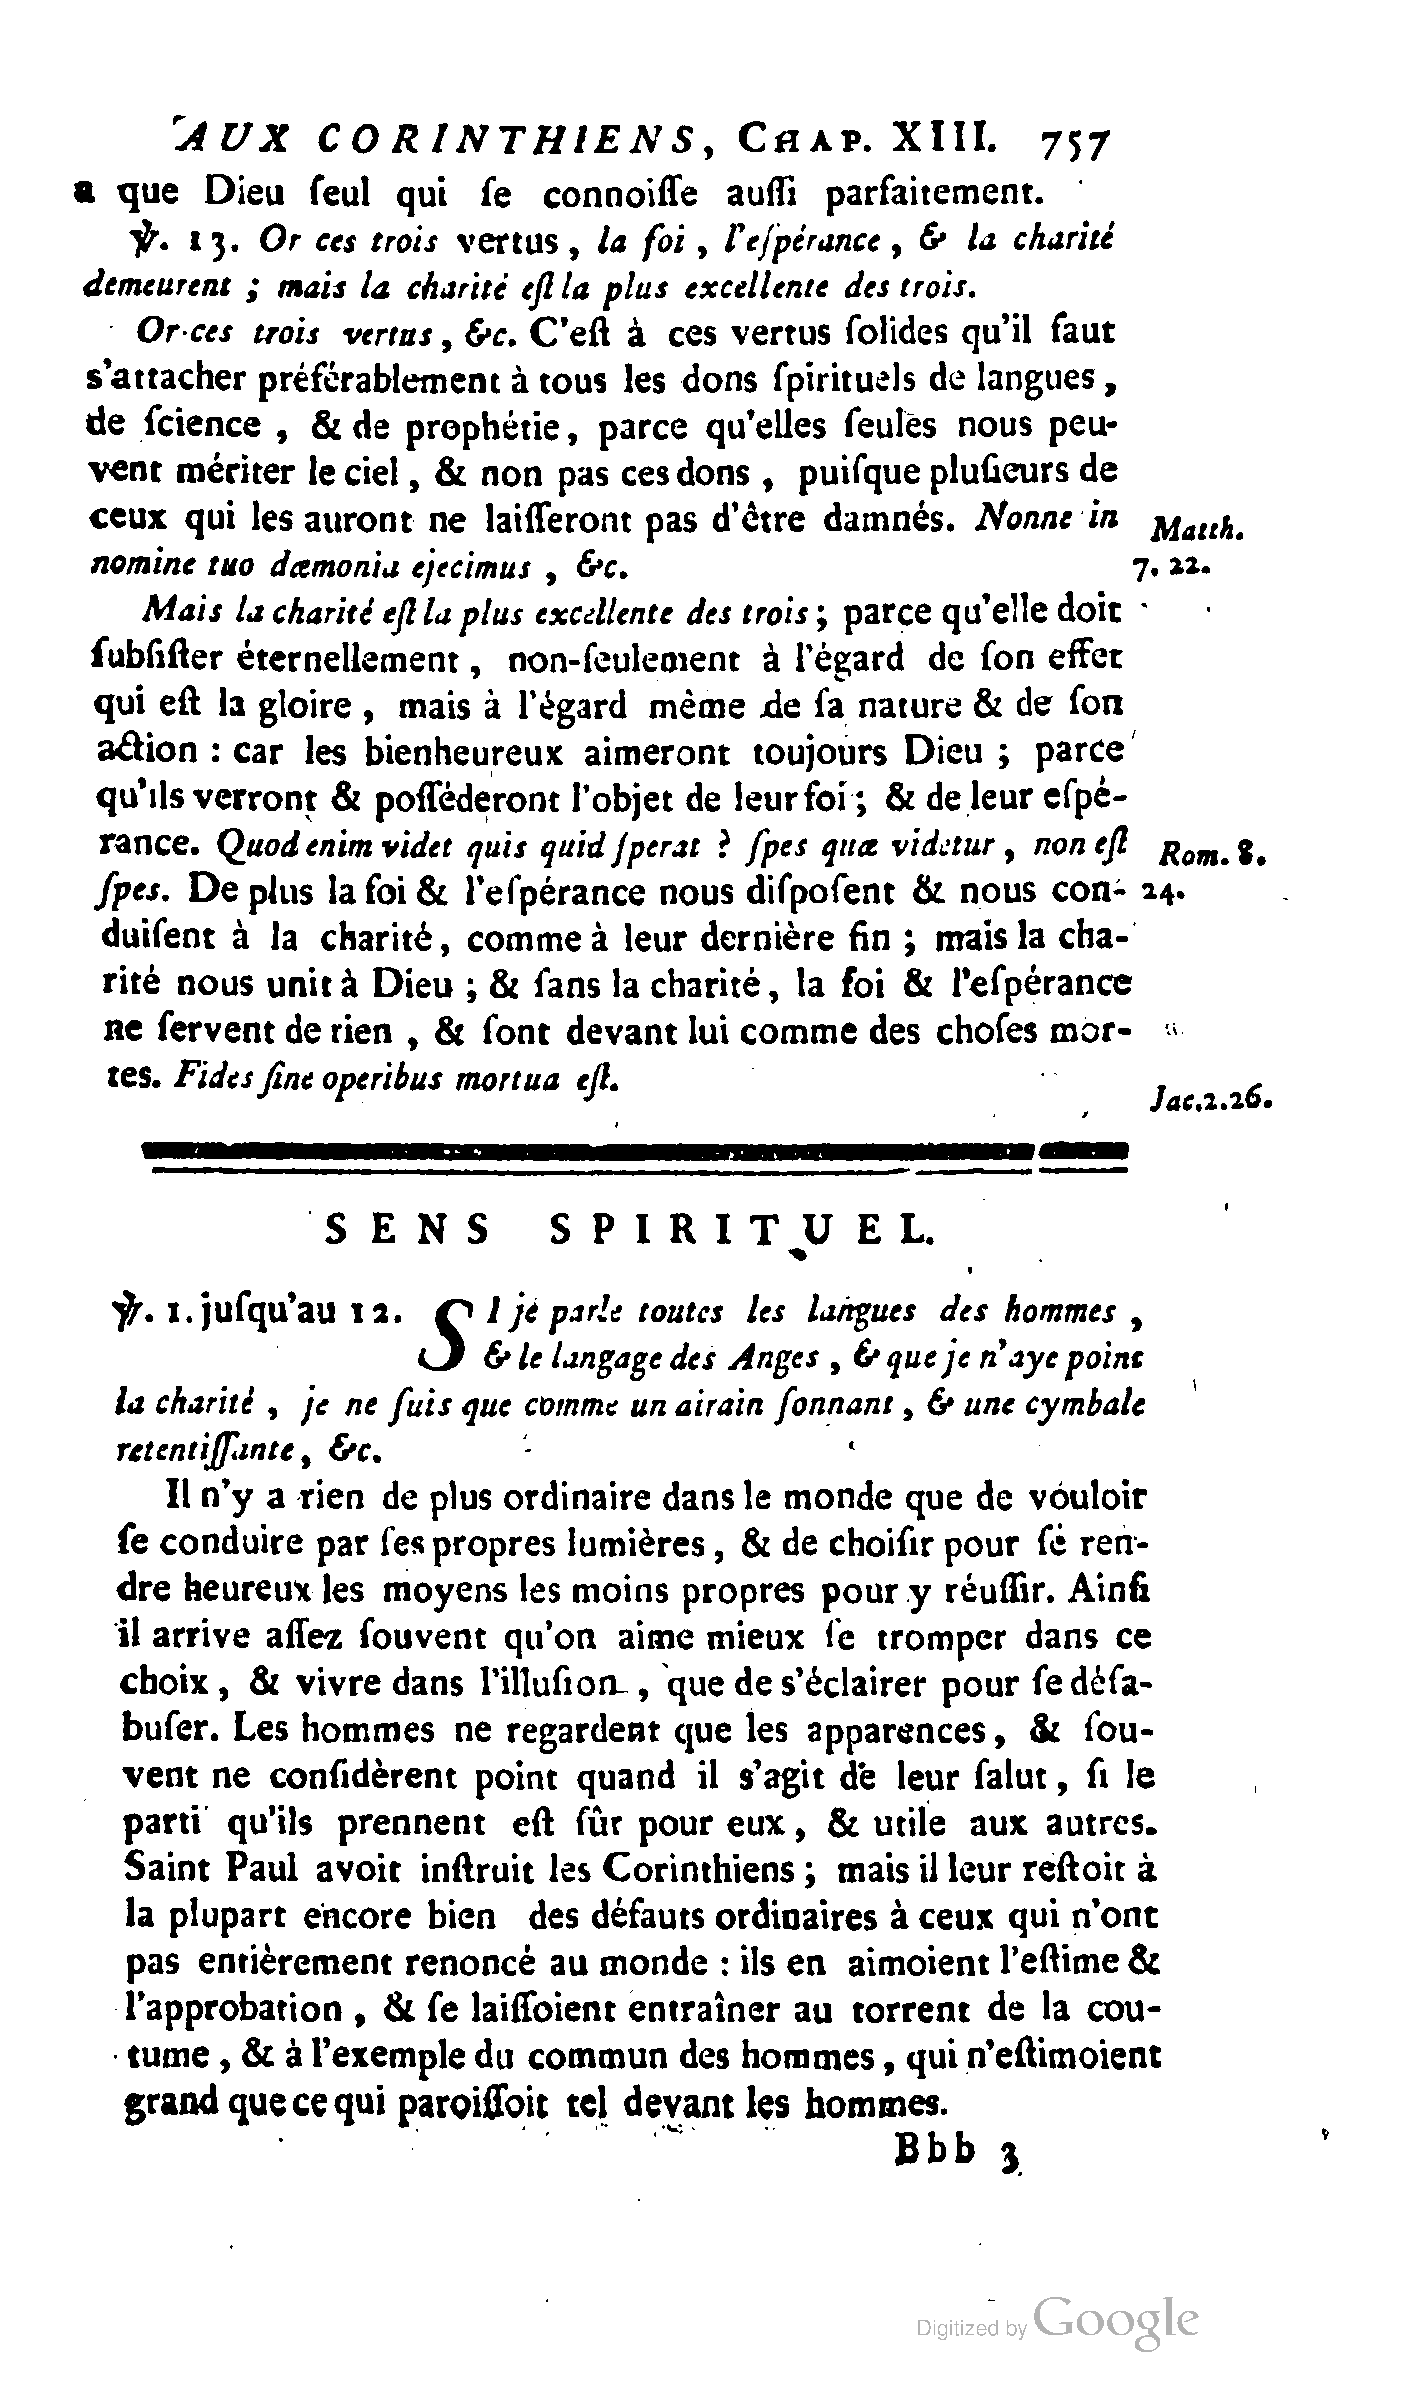 AUX CORINTHIENS, CHAP. XIII. 757
a que Dieu ſeul qui ſe connoiſſe auſſi parfaitement.
℣. 13. Or ces trois vertus, la foi, l'eſpérance, & la charité
demeurent ; mais la charité eſt la plus excellente des trois.
Or ces trois vertus, &c. C'eſt à ces vertus ſolides qu'il faut
s'attacher préférablement à tous les dons ſpirituels de langues,
de ſcience, & de prophétie, parce qu'elles ſeules nous peu-
vent mériter le ciel, & non pas ces dons, puiſque pluſieurs de
ceux qui les auront ne laiſſeront pas d'être damnés. Nonne in
Matth.
nomine tuo dæmonia ejecimus, &c.
7. 22.
Mais la charité eſt la plus excellente des trois ; parce qu'elle doit
ſubſiſter éternellement, non-ſeulement à l'égard de ſon effet
qui eſt la gloire, mais à l'égard même de ſa nature & de ſon
action : car les bienheureux aimeront toujours Dieu ; parce
qu'ils verront & poſſéderont l'objet de leur foi ; & de leur eſpé-
rance. Quod enim videt quis quid ſperat ? ſpes quæ videtur, non eſt
Rom. 8.
ſpes. De plus la foi & l'eſpérance nous diſpoſent & nous con-
24.
duiſent à la charité, comme à leur dernière fin ; mais la cha-
rité nous unit à Dieu ; & ſans la charité, la foi & l'eſpérance
ne ſervent de rien, & ſont devant lui comme des choſes mor-
tes. Fides ſine operibus mortua eſt.
Jac.2.26.
SENS SPIRITUEL.
℣. 1. juſqu'au 12. SI je parle toutes les langues des hommes,
& le langage des Anges, & que je n'aye point
la charité, je ne ſuis que comme un airain ſonnant, & une cymbale
retentiſſante, &c.
Il n'y a rien de plus ordinaire dans le monde que de vouloir
ſe conduire par ſes propres lumières, & de choiſir pour ſe ren-
dre heureux les moyens les moins propres pour y réuſſir. Ainſi
il arrive aſſez ſouvent qu'on aime mieux ſe tromper dans ce
choix, & vivre dans l'illuſion, que de s'éclairer pour ſe déſa-
buſer. Les hommes ne regardent que les apparences, & ſou-
vent ne conſidèrent point quand il s'agit de leur ſalut, ſi le
parti qu'ils prennent eſt ſûr pour eux, & utile aux autres.
Saint Paul avoit inſtruit les Corinthiens ; mais il leur reſtoit à
la plupart encore bien des défauts ordinaires à ceux qui n'ont
pas entièrement renoncé au monde : ils en aimoient l'eſtime &
l'approbation, & ſe laiſſoient entraîner au torrent de la cou-
tume, & à l'exemple du commun des hommes, qui n'eſtimoient
grand que ce qui paroiſſoit tel devant les hommes.
Bbb 3
Digitized by Google